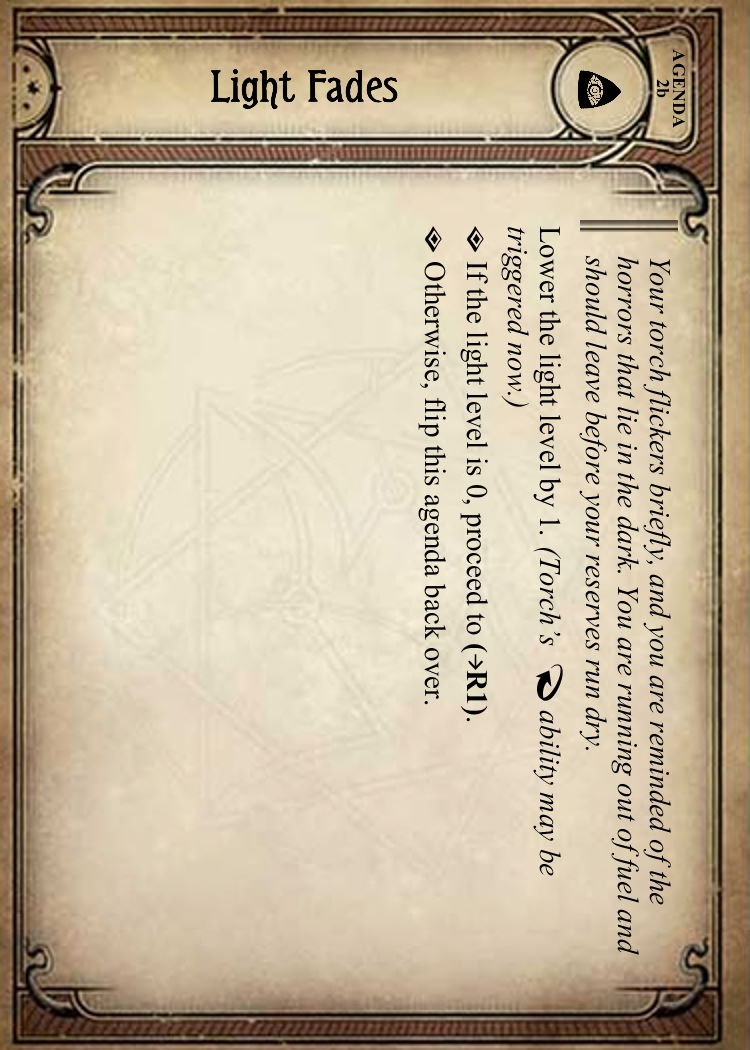 AGENDA
2b
Light Fades
Your torch flickers briefly, and you are reminded of the
horrors that lie in the dark. You are running out of fuel and
should leave before your reserves run dry.
Lower the light level by 1. (Torch's ability may be
triggered now.)
If the light level is 0, proceed to (→R1).
Otherwise, flip this agenda back over.